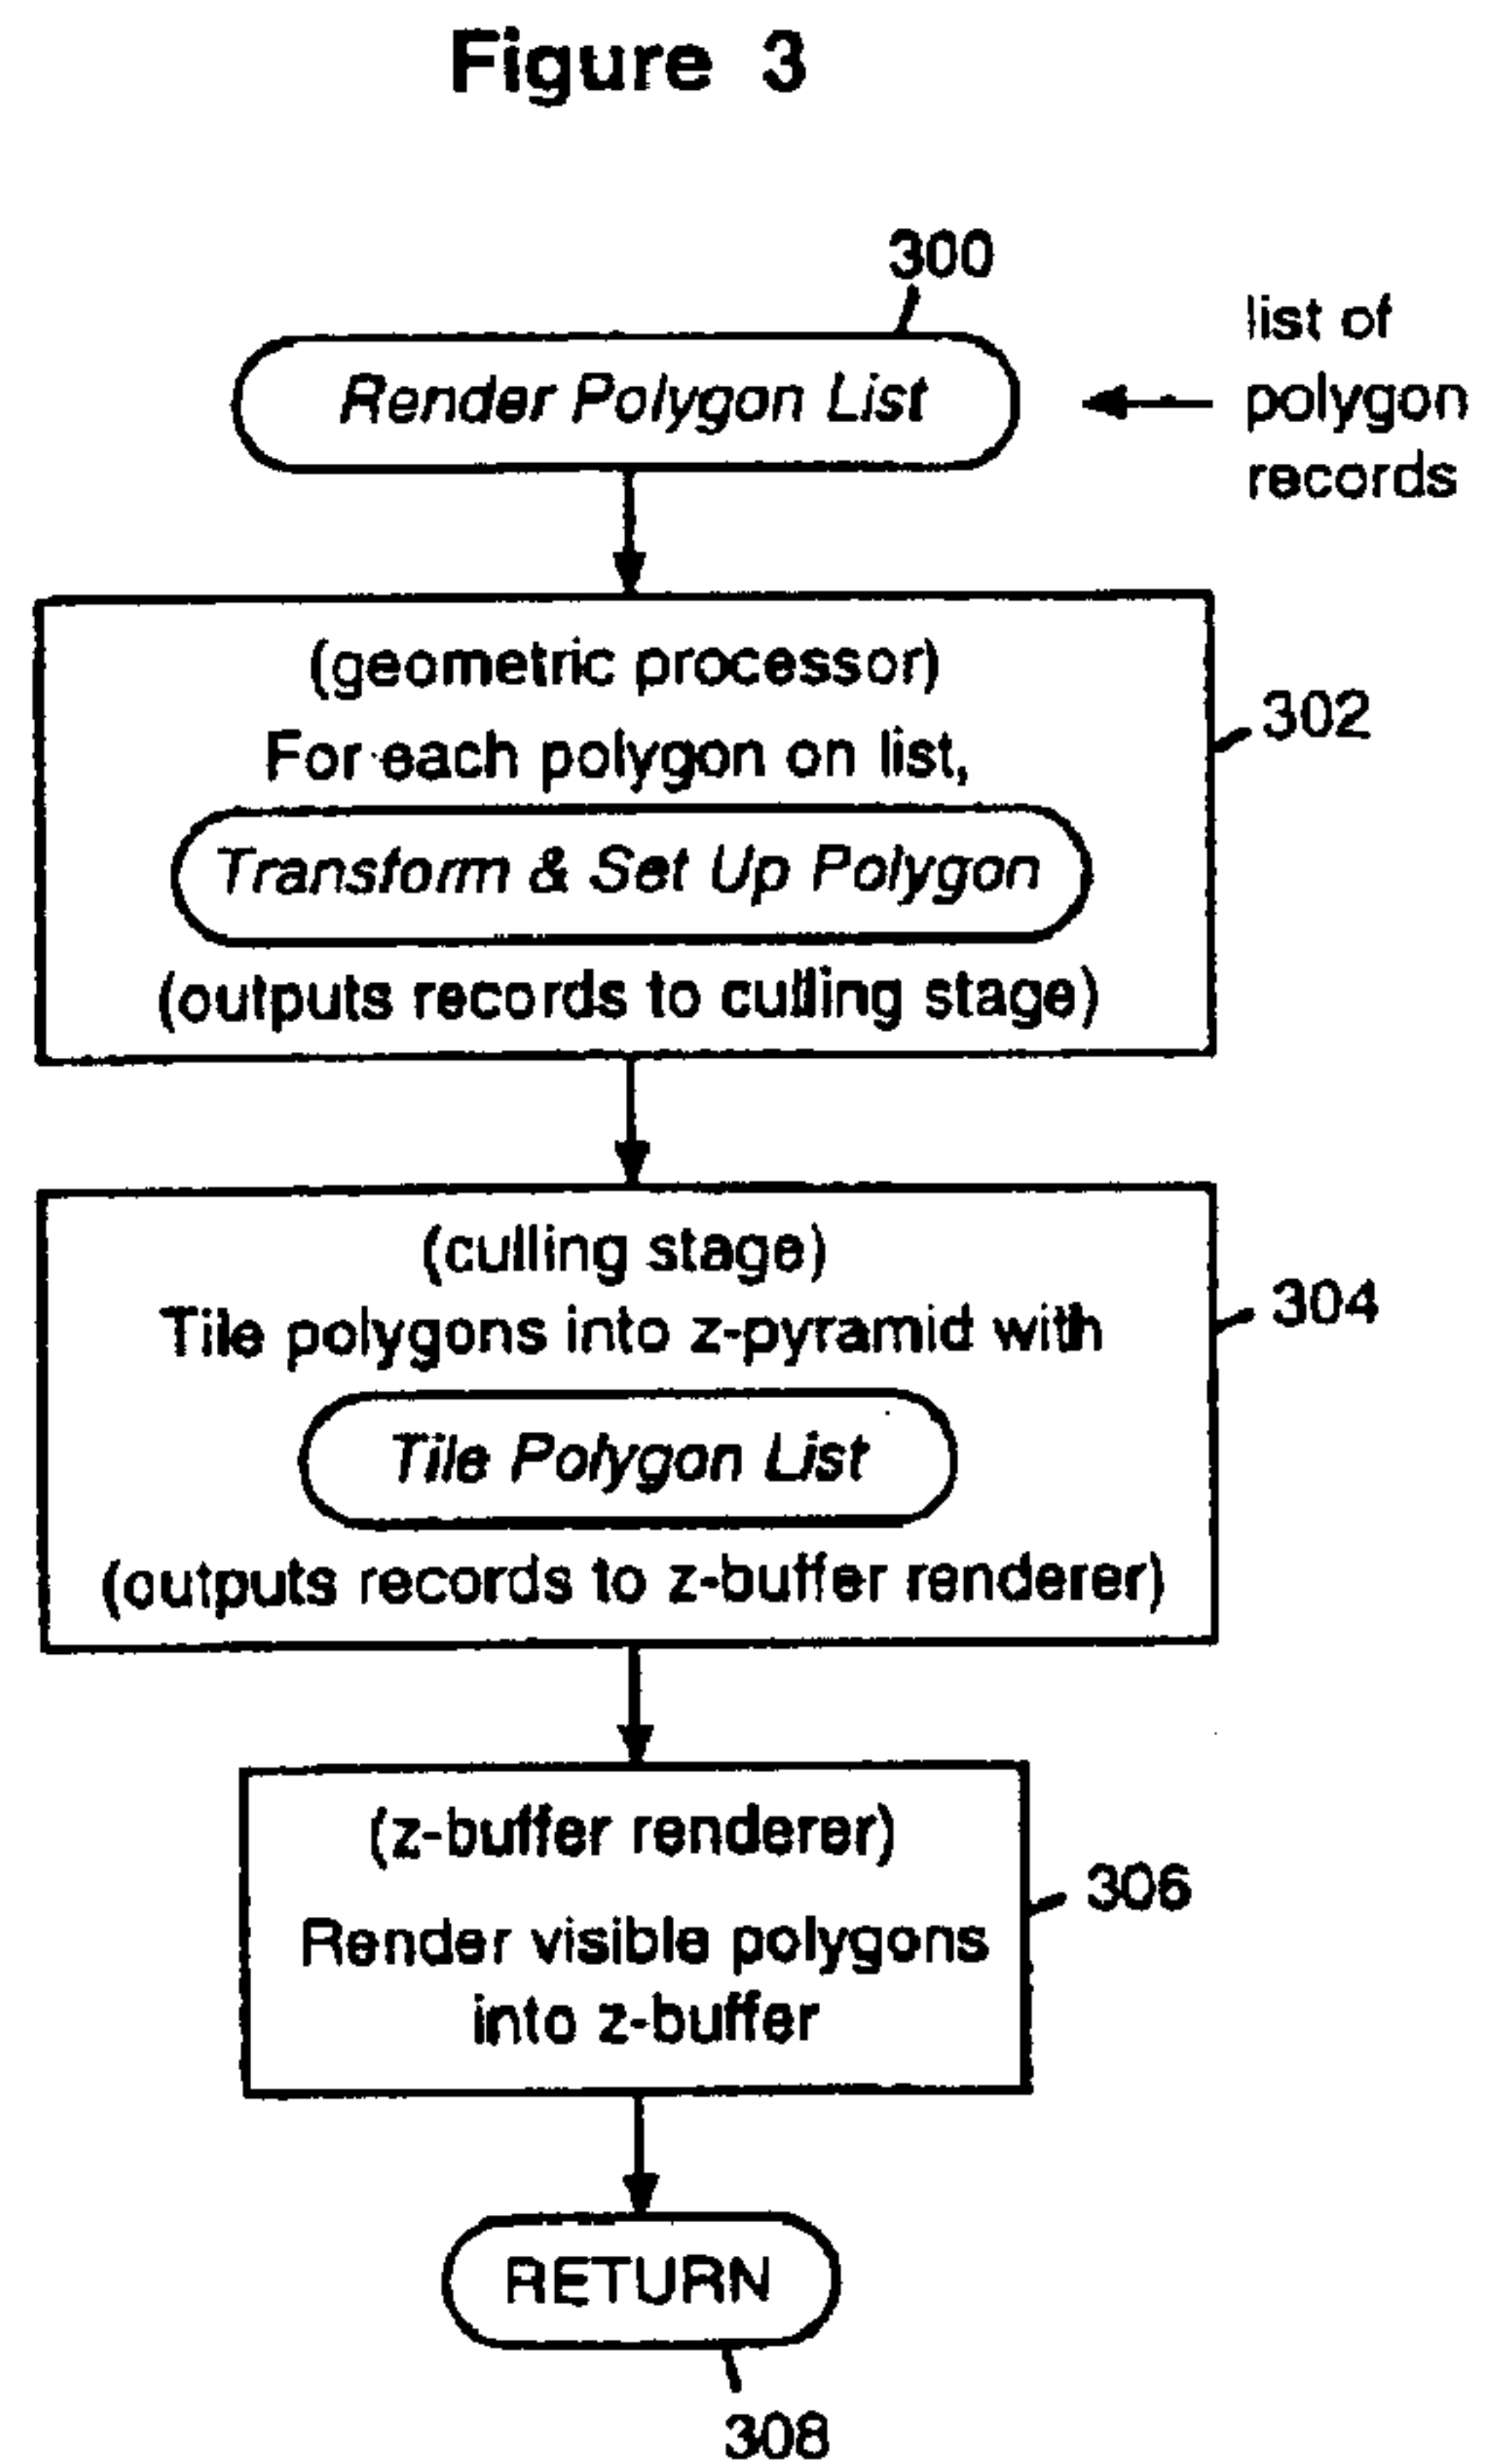 Figure 3
300
Render Polygon List
list of
polygon
records
(geometric processor)
For each polygon on list,
302
Transform & Set Up Polygon
(outputs records to culling stage)
(culling stage)
Tile polygons into z-pyramid with
304
Tile Polygon List
(outputs records to z-buffer renderer)
(z-buffer renderer)
306
Render visible polygons
into z-buffer
RETURN
308